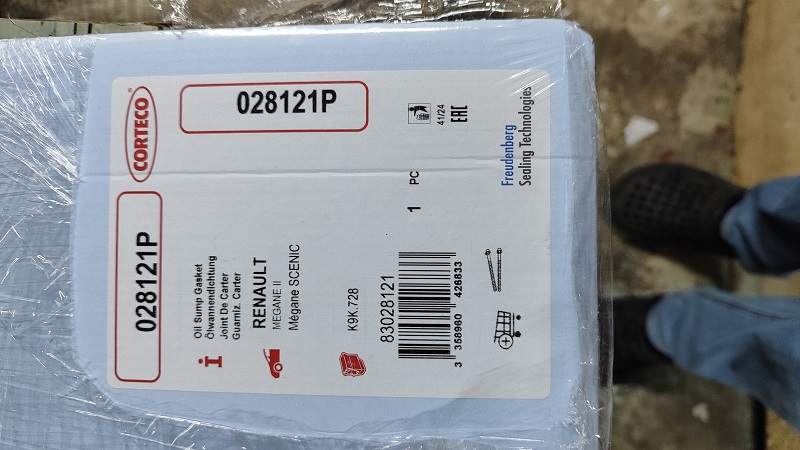 CORTECO
028121P
028121P
Oil Sump Gasket
Ölwannendichtung
Joint De Carter
Guarniz. Carter
RENAULT
MEGANE II
Mégane SCENIC
K9K.728
83028121
3 358960 426833
1 PC
41/24
EAC
Freudenberg
Sealing Technologies